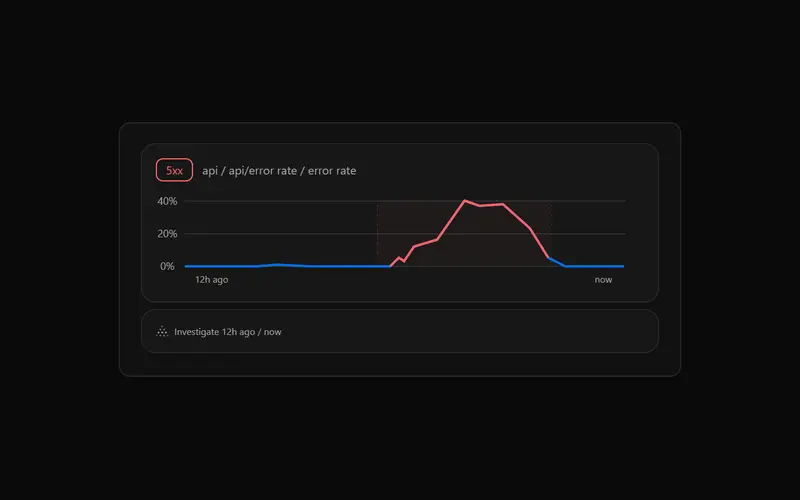 5xx api / api/error rate / error rate
40%
20%
0%
12h ago now
Investigate 12h ago / now